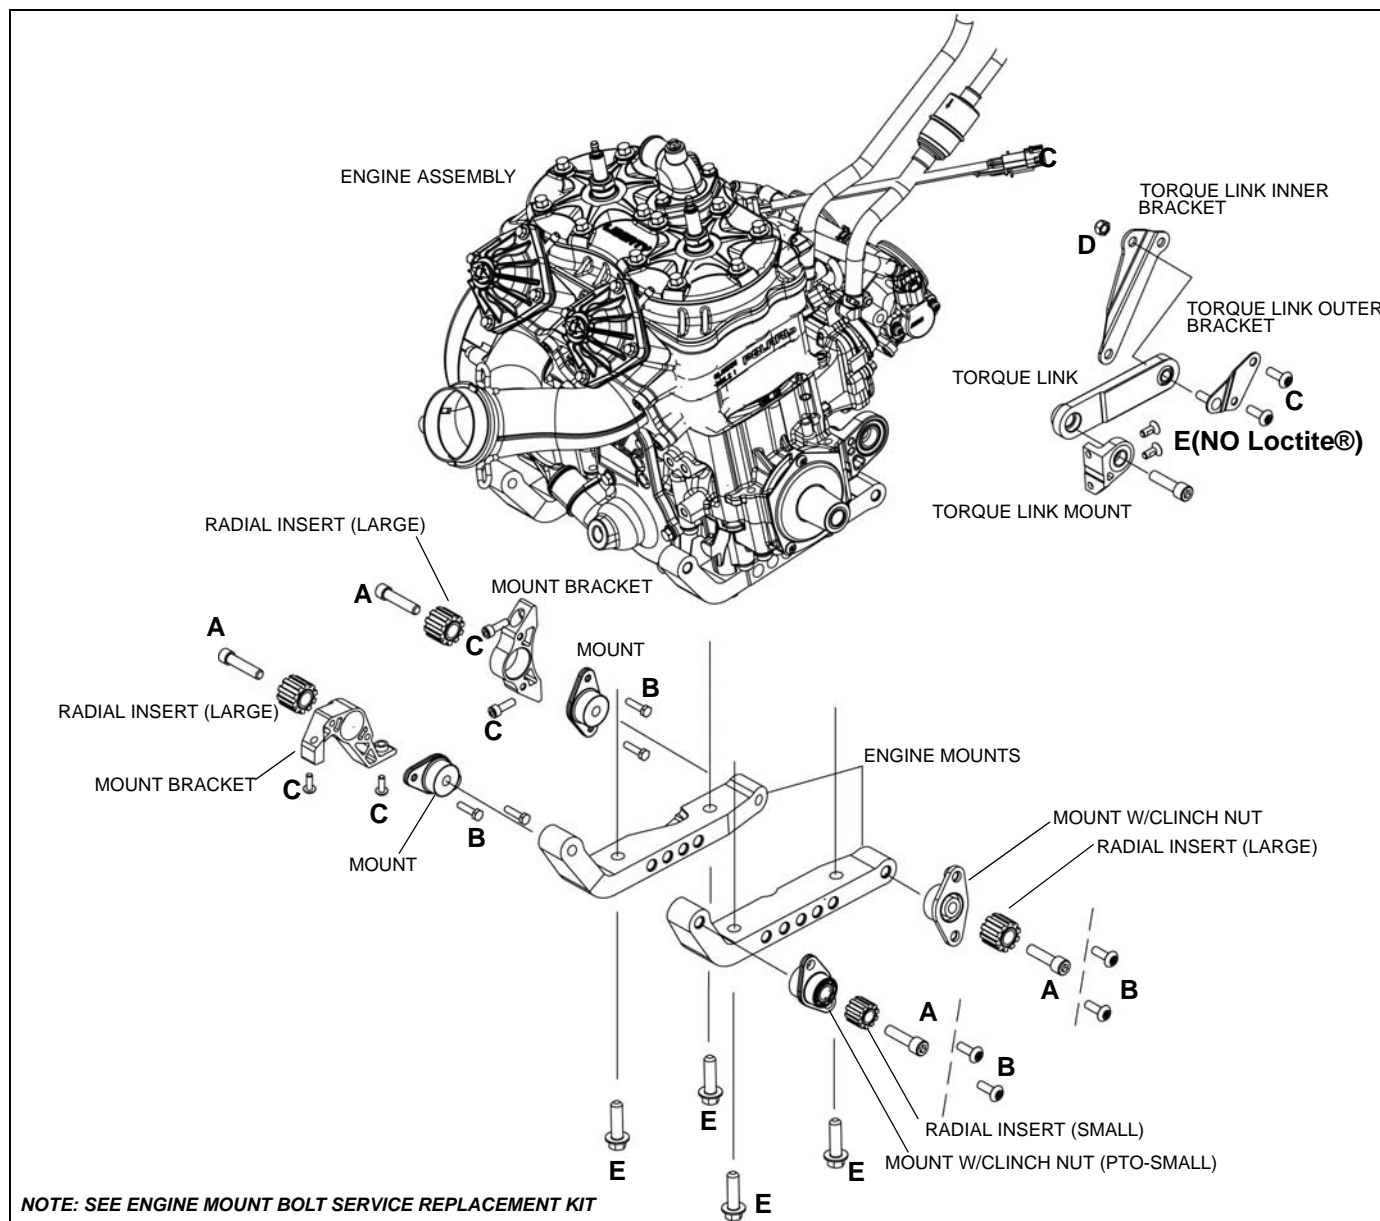 ENGINE ASSEMBLY
C
TORQUE LINK INNER
BRACKET
D
TORQUE LINK OUTER
BRACKET
TORQUE LINK
C
E(NO Loctite®)
TORQUE LINK MOUNT
LIBERTY
POLARIS
RADIAL INSERT (LARGE)
MOUNT BRACKET
A
A
C
MOUNT
B
RADIAL INSERT (LARGE)
C
ENGINE MOUNTS
MOUNT BRACKET
C
C
B
MOUNT
MOUNT W/CLINCH NUT
RADIAL INSERT (LARGE)
A
B
A
B
E
E
E
E
RADIAL INSERT (SMALL)
MOUNT W/CLINCH NUT (PTO-SMALL)
NOTE: SEE ENGINE MOUNT BOLT SERVICE REPLACEMENT KIT